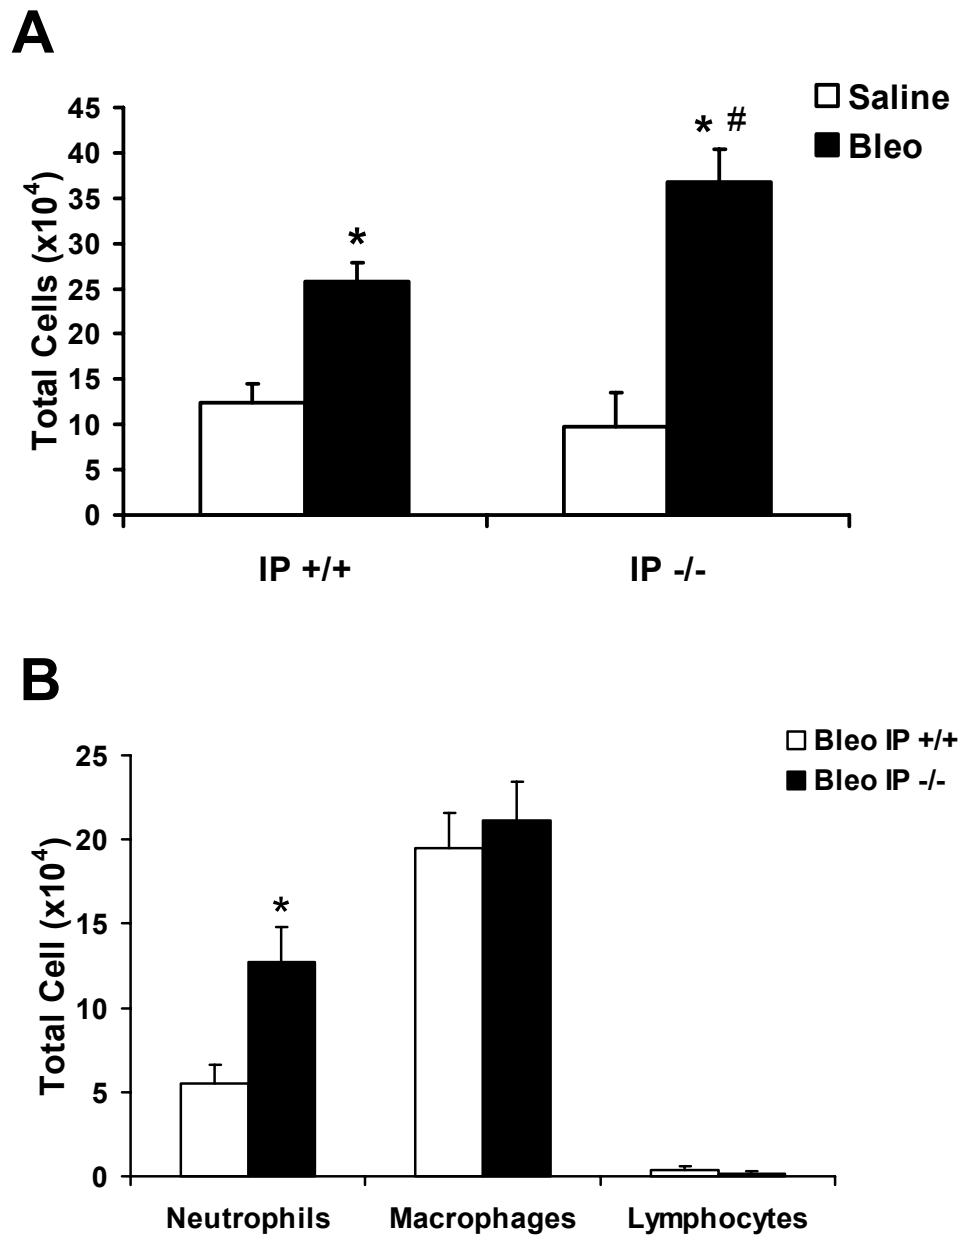 A
Saline
Bleo
45
40
35
30
25
20
15
10
5
0
Total Cells (x10⁴)
*
* #
IP +/+
IP -/-
B
Bleo IP +/+
Bleo IP -/-
25
20
15
10
5
0
Total Cell (x10⁴)
*
Neutrophils
Macrophages
Lymphocytes